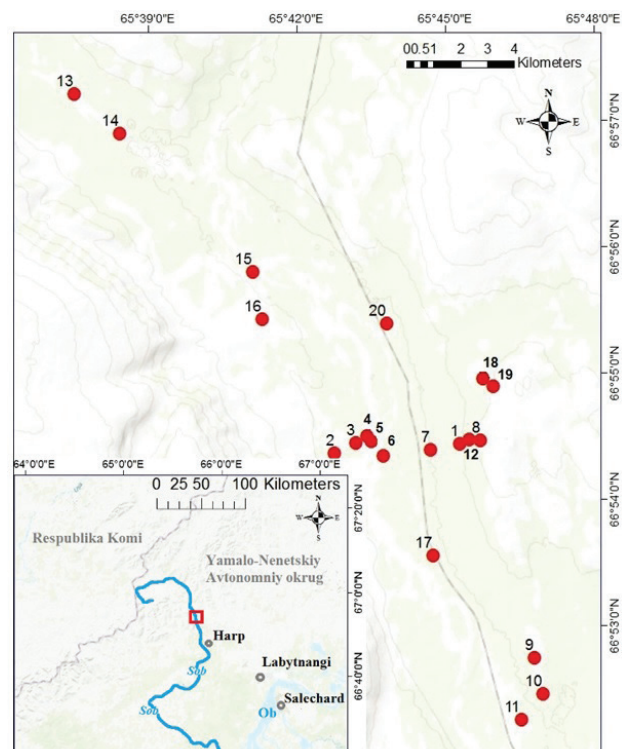 65°39'0"E 65°42'0"E 65°45'0"E 65°48'0"E
00.51 2 3 4
Kilometers
N
W E
S
13
14
66°57'0"N
66°56'0"N
15
16
20
66°55'0"N
18
19
4
5
3
2
6
7
1
8
12
66°54'0"N
17
66°53'0"N
9
10
11
64°0'0"E 65°0'0"E 66°0'0"E 67°0'0"E
0 25 50 100 Kilometers
N
W E
S
67°20'0"N
Respublika Komi
Yamalo-Nenetskiy
Avtonomniy okrug
67°0'0"N
Harp
Sob
Labytnangi
66°40'0"N
Salechard
Sob
Ob